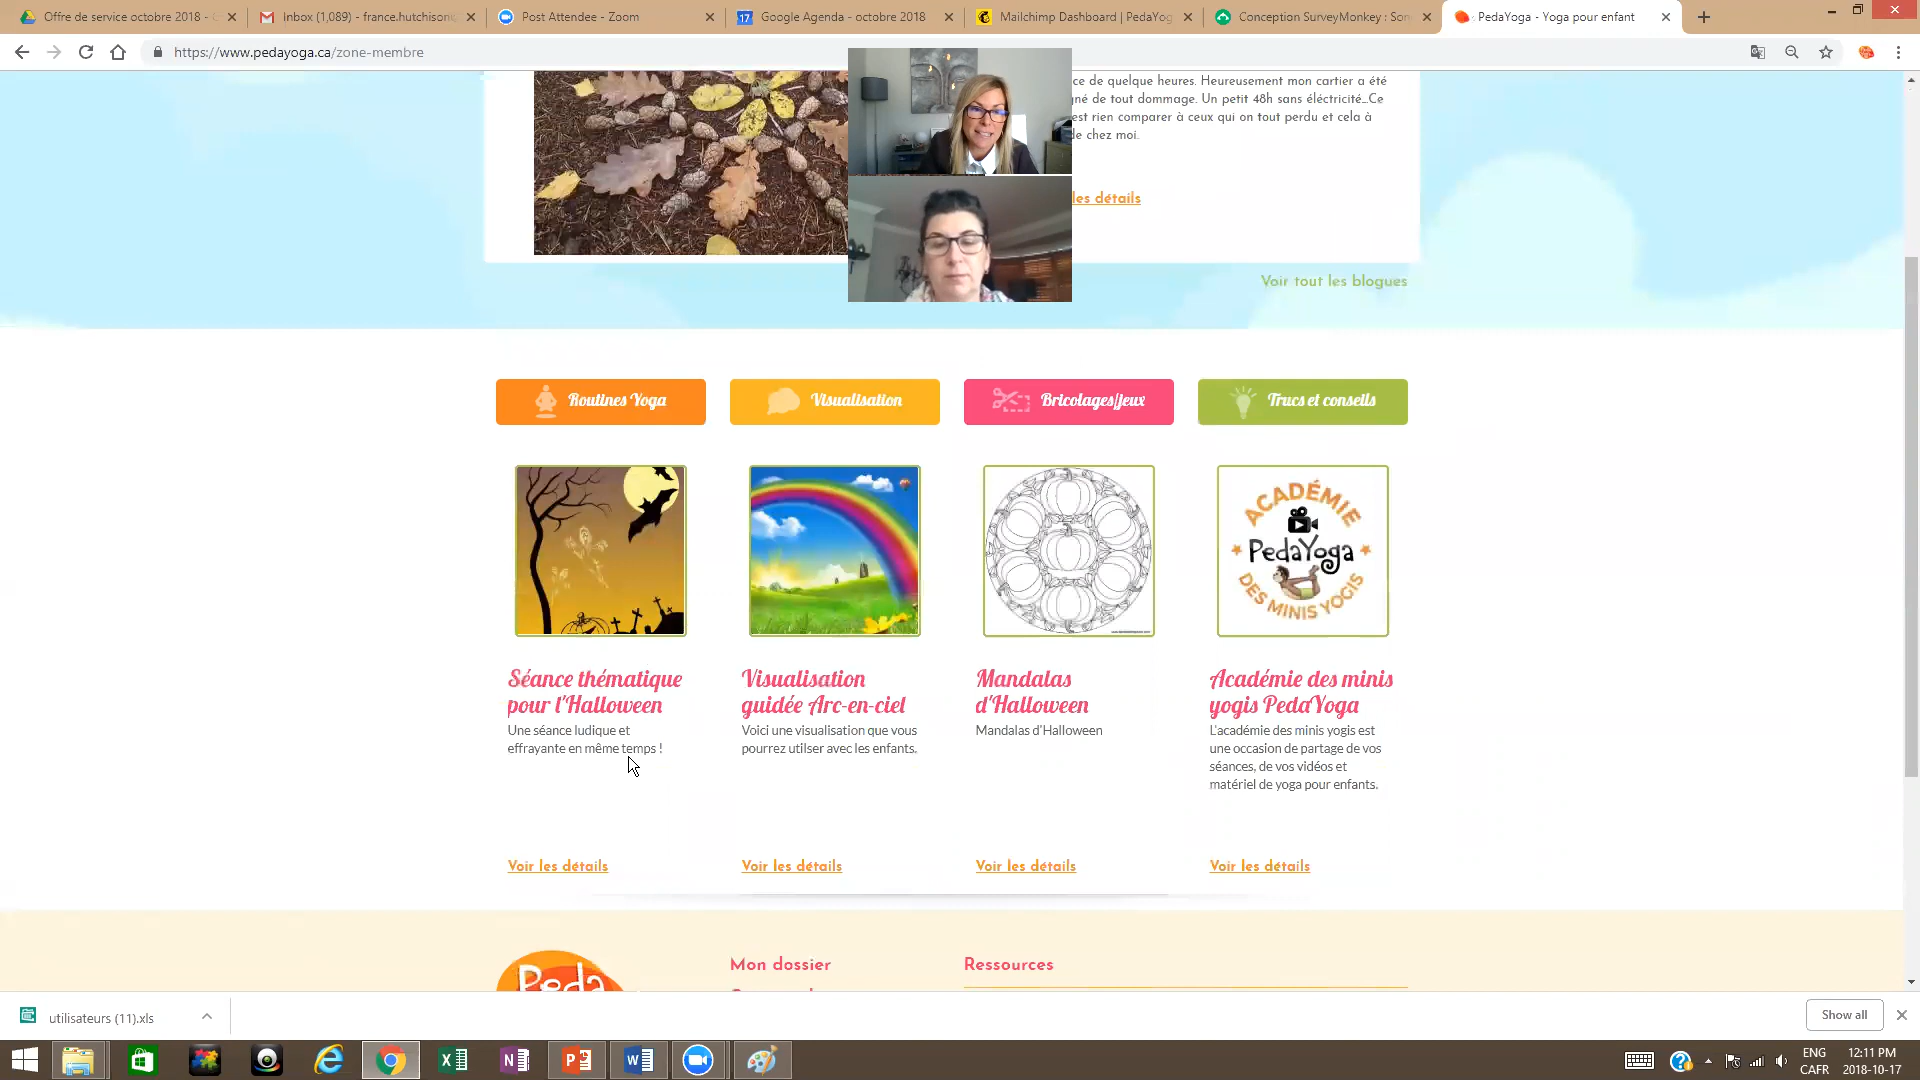 Offre de service octobre 2018 -
Inbox (1,089) - france.hutchison
Post Attendee - Zoom
Google Agenda - octobre 2018
Mailchimp Dashboard | PedaYog
Conception SurveyMonkey : Son
PedaYoga - Yoga pour enfant
https://www.pedayoga.ca/zone-membre
ce de quelque heures. Heureusement mon cartier a été
gné de tout dommage. Un petit 48h sans éléctricité...Ce
est rien comparer à ceux qui on tout perdu et cela à
de chez moi.
les détails
Voir tout les blogues
Routines Yoga
Visualisation
Bricolages/jeux
Trucs et conseils
ACADÉMIE
PedaYoga
DES MINIS YOGIS
Séance thématique
pour l'Halloween
Une séance ludique et
effrayante en même temps !
Voir les détails
Visualisation
guidée Arc-en-ciel
Voici une visualisation que vous
pourrez utilser avec les enfants.
Voir les détails
Mandalas
d'Halloween
Mandalas d'Halloween
Voir les détails
Académie des minis
yogis PedaYoga
L'académie des minis yogis est
une occasion de partage de vos
séances, de vos vidéos et
matériel de yoga pour enfants.
Voir les détails
Peda
Mon dossier
Ressources
utilisateurs (11).xls
Show all
ENG
CAFR
12:11 PM
2018-10-17